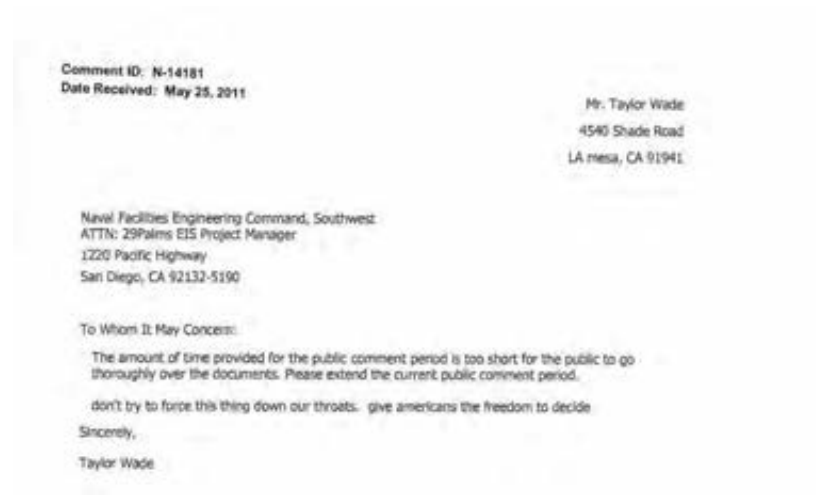 Comment ID: N-14181
Date Received: May 25, 2011
Mr. Taylor Wade
4540 Shade Road
LA mesa, CA 91941
Naval Facilities Engineering Command, Southwest
ATTN: 29Palms EIS Project Manager
1220 Pacific Highway
San Diego, CA 92132-5190
To Whom It May Concern:
The amount of time provided for the public comment period is too short for the public to go
thoroughly over the documents. Please extend the current public comment period.
don't try to force this thing down our throats. give americans the freedom to decide
Sincerely,
Taylor Wade